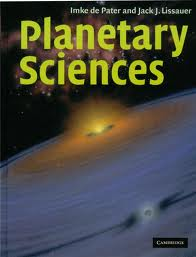 Imke de Pater and Jack J. Lissauer
Planetary
Sciences
CAMBRIDGE